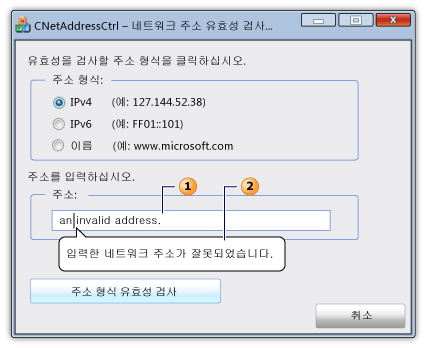 CNetAddressCtrl – 네트워크 주소 유효성 검사...
유효성을 검사할 주소 형식을 클릭하십시오.
주소 형식:
IPv4 (예: 127.144.52.38)
IPv6 (예: FF01::101)
이름 (예: www.microsoft.com
주소를 입력하십시오.
주소:
1 2
an invalid address.
입력한 네트워크 주소가 잘못되었습니다.
주소 형식 유효성 검사
취소